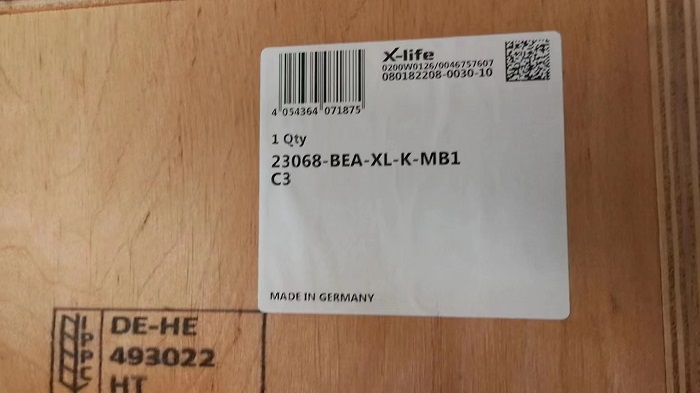 X-life
0200W0126/0046757607
080182208-0030-10
4 054364 071875
1 Qty
23068-BEA-XL-K-MB1
C3
MADE IN GERMANY
IPPC
DE-HE
493022
HT